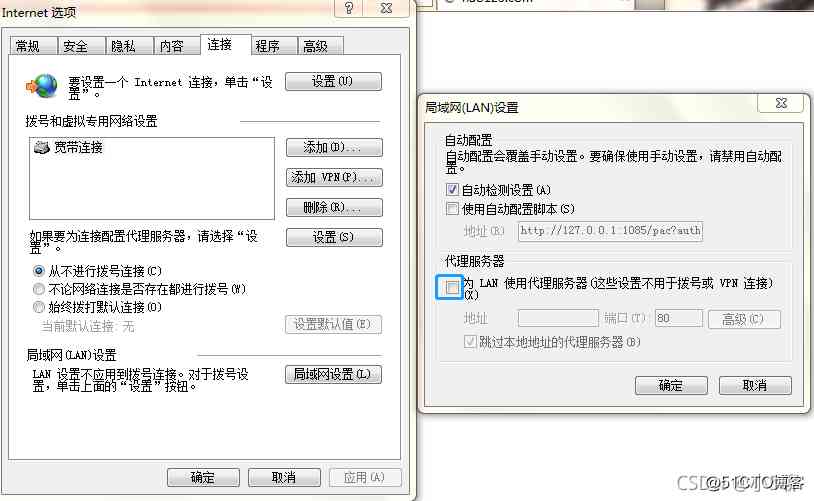 Internet 选项
?
常规
安全
隐私
内容
连接
程序
高级
要设置一个 Internet 连接，单击“设
置”。
设置(U)
拨号和虚拟专用网络设置
宽带连接
添加(D)...
添加 VPN(P)...
删除(R)...
如果要为连接配置代理服务器，请选择“设
置”。
设置(S)
从不进行拨号连接(C)
不论网络连接是否存在都进行拨号(W)
始终拨打默认连接(O)
当前默认连接: 无
设置默认值(E)
局域网(LAN)设置
LAN 设置不应用到拨号连接。对于拨号设
置，单击上面的“设置”按钮。
局域网设置(L)
确定
取消
应用(A)
局域网(LAN)设置
自动配置
自动配置会覆盖手动设置。要确保使用手动设置，请禁用自动配
置。
自动检测设置(A)
使用自动配置脚本(S)
地址(R)
http://127.0.0.1:1085/pac?auth
代理服务器
为 LAN 使用代理服务器(这些设置不用于拨号或 VPN 连接)
(X)
地址
端口(T):
80
高级(C)
跳过本地地址的代理服务器(B)
确定
取消
@51CTO博客